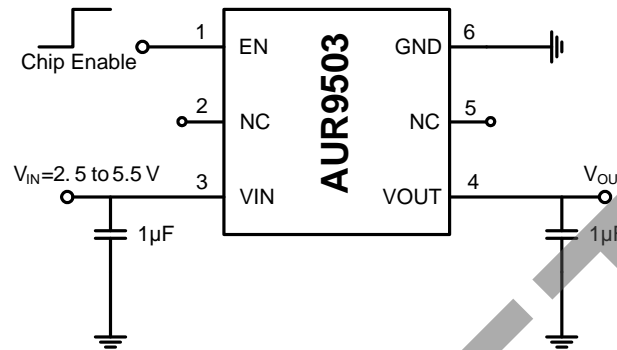 1
EN
GND
6
Chip Enable
2
NC
AUR9503
NC
5
VIN=2. 5 to 5.5 V
3
VIN
VOUT
4
1µF